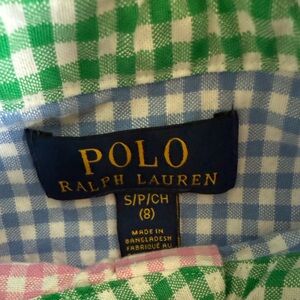 POLO
RALPH LAUREN
S/P/CH
(8)
MADE IN
BANGLADESH
FABRIQUÉ AU